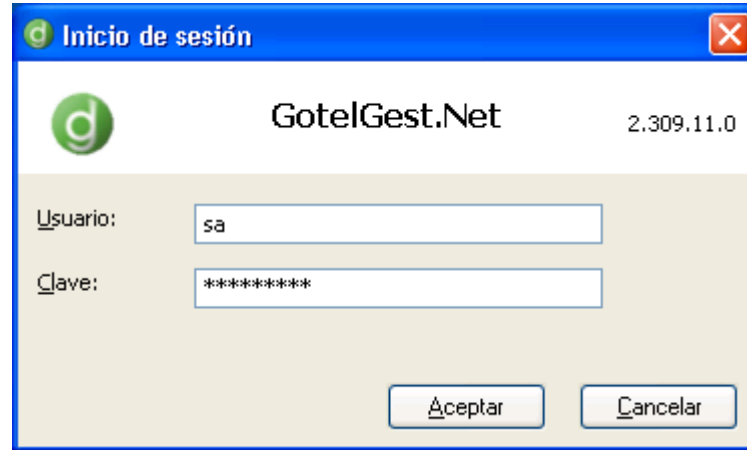 Inicio de sesión
GotelGest.Net 2.309.11.0
Usuario: sa
Clave: *********
Aceptar Cancelar